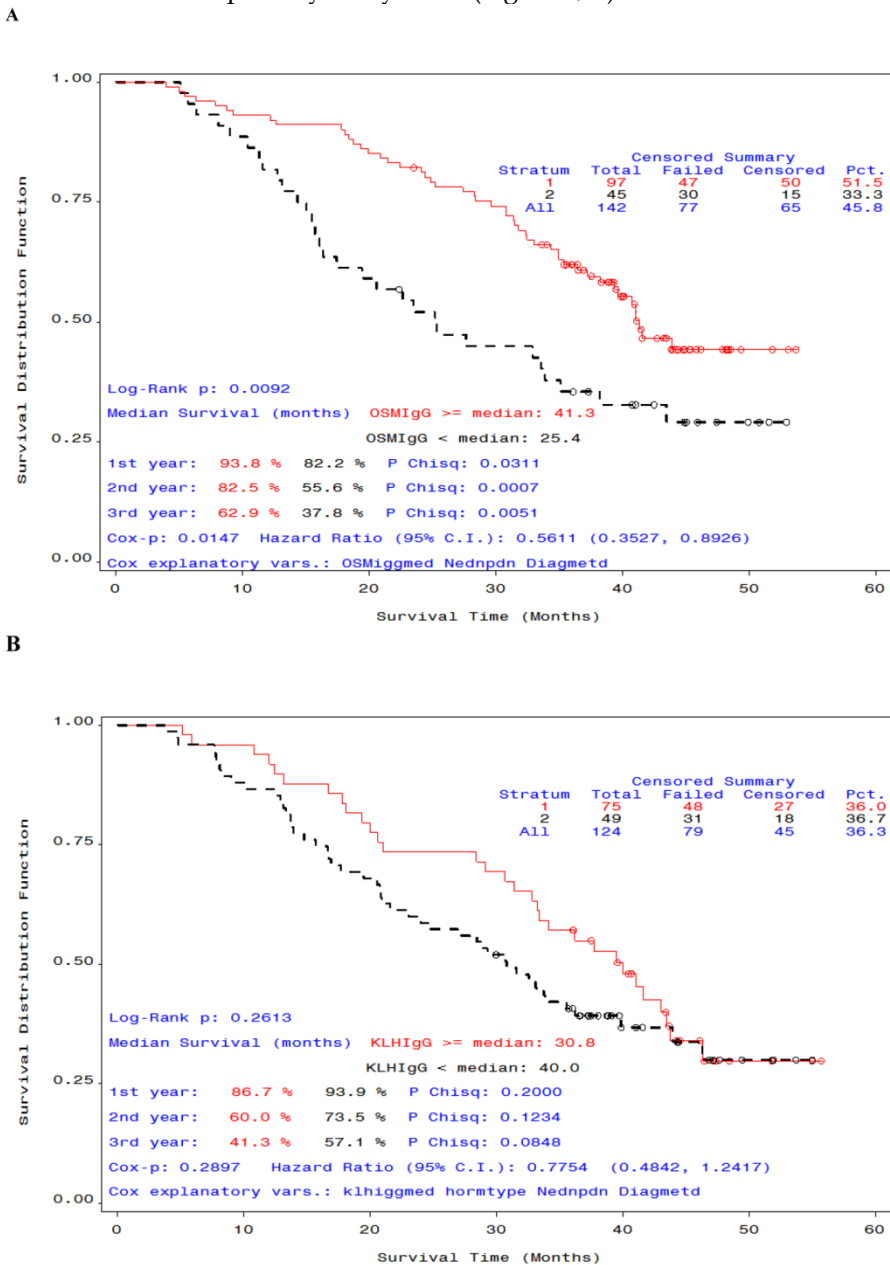 A
1.00
0.75
0.50
0.25
0.00
Survival Distribution Function
Censored Summary
Stratum Total Failed Censored Pct.
1 97 47 50 51.5
2 45 30 15 33.3
All 142 77 65 45.8
Log-Rank p: 0.0092
Median Survival (months) OSMIgG >= median: 41.3
OSMIgG < median: 25.4
1st year: 93.8 % 82.2 % P Chisq: 0.0311
2nd year: 82.5 % 55.6 % P Chisq: 0.0007
3rd year: 62.9 % 37.8 % P Chisq: 0.0051
Cox-p: 0.0147 Hazard Ratio (95% C.I.): 0.5611 (0.3527, 0.8926)
Cox explanatory vars.: OSMiggmed Nednpdn Diagmetd
0 10 20 30 40 50 60
Survival Time (Months)
B
1.00
0.75
0.50
0.25
0.00
Survival Distribution Function
Censored Summary
Stratum Total Failed Censored Pct.
1 75 48 27 36.0
2 49 31 18 36.7
All 124 79 45 36.3
Log-Rank p: 0.2613
Median Survival (months) KLHIgG >= median: 30.8
KLHIgG < median: 40.0
1st year: 86.7 % 93.9 % P Chisq: 0.2000
2nd year: 60.0 % 73.5 % P Chisq: 0.1234
3rd year: 41.3 % 57.1 % P Chisq: 0.0848
Cox-p: 0.2897 Hazard Ratio (95% C.I.): 0.7754 (0.4842, 1.2417)
Cox explanatory vars.: klhiggmed hormtype Nednpdn Diagmetd
0 10 20 30 40 50 60
Survival Time (Months)